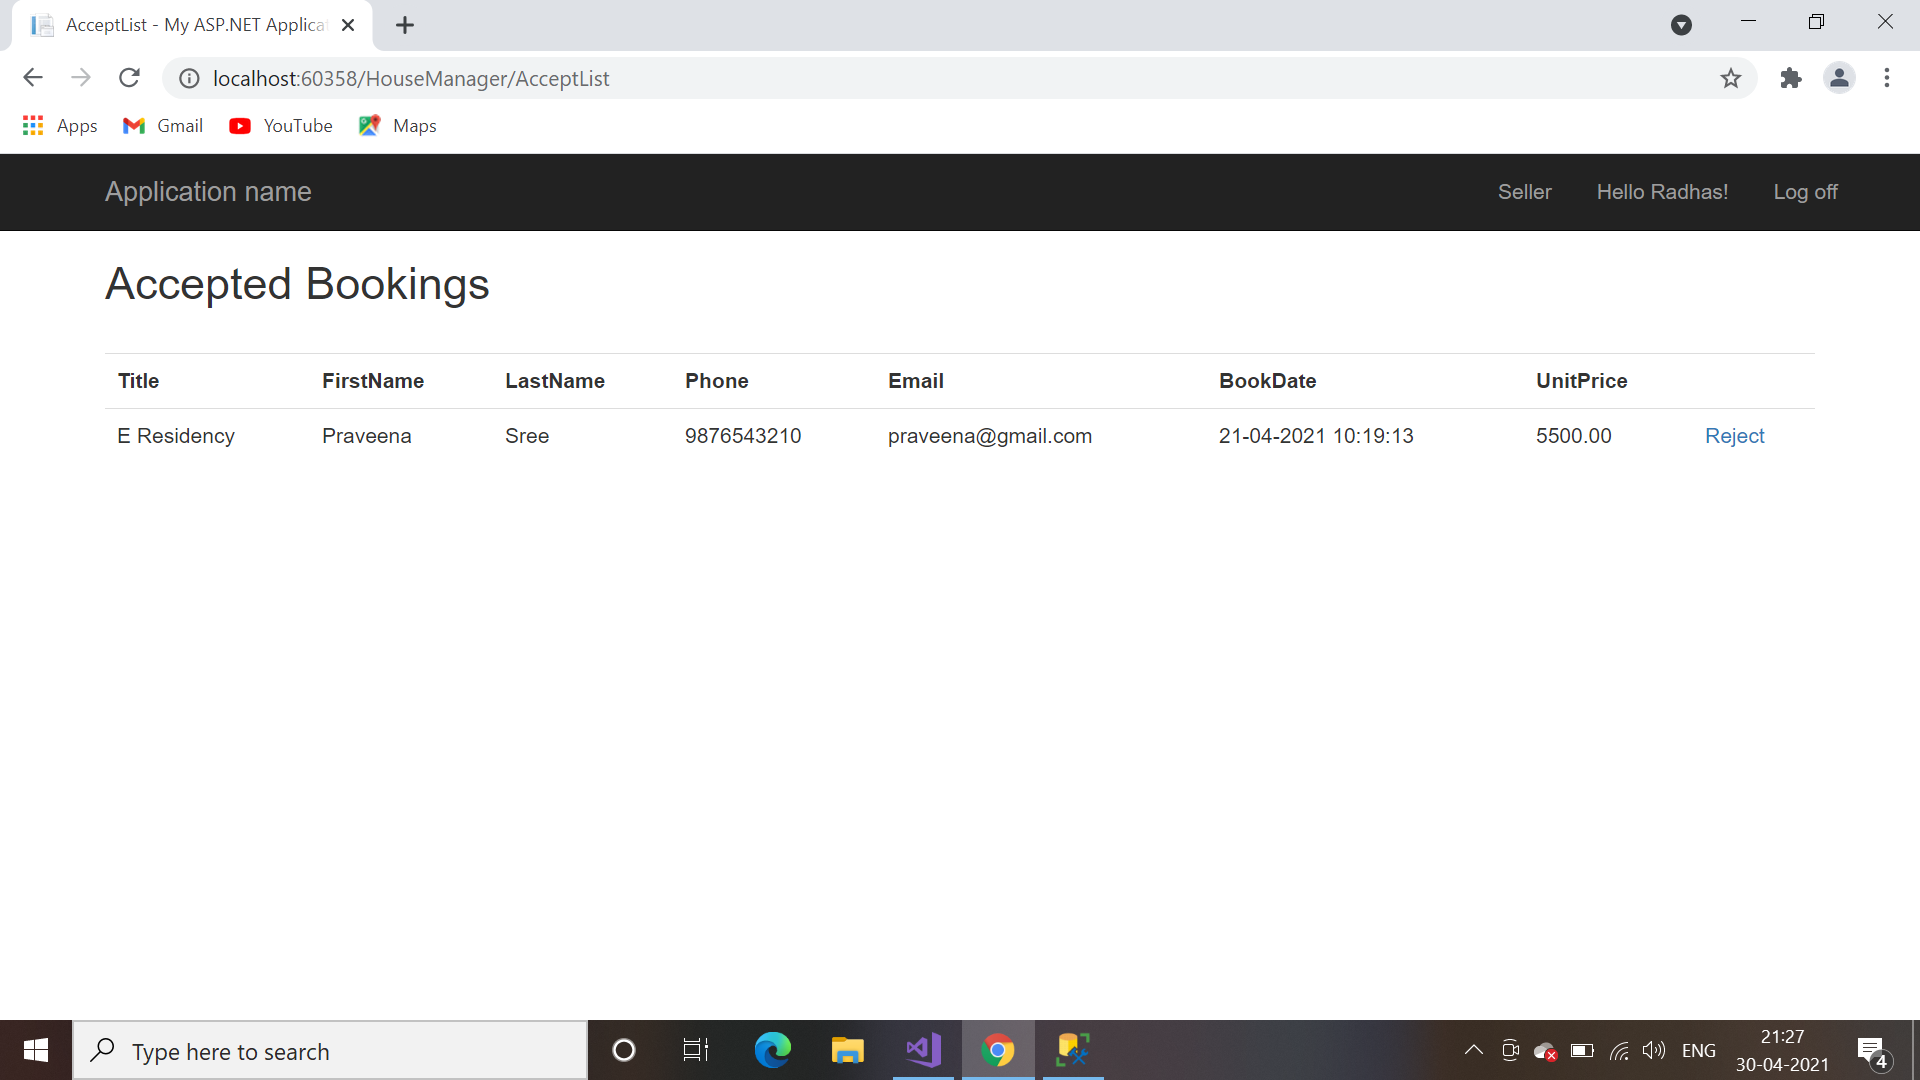 AcceptList - My ASP.NET Applica
localhost:60358/HouseManager/AcceptList
Apps Gmail YouTube Maps
Application name Seller Hello Radhas! Log off
Accepted Bookings
Title FirstName LastName Phone Email BookDate UnitPrice
E Residency Praveena Sree 9876543210 praveena@gmail.com 21-04-2021 10:19:13 5500.00 Reject
Type here to search
ENG
21:27
30-04-2021
4